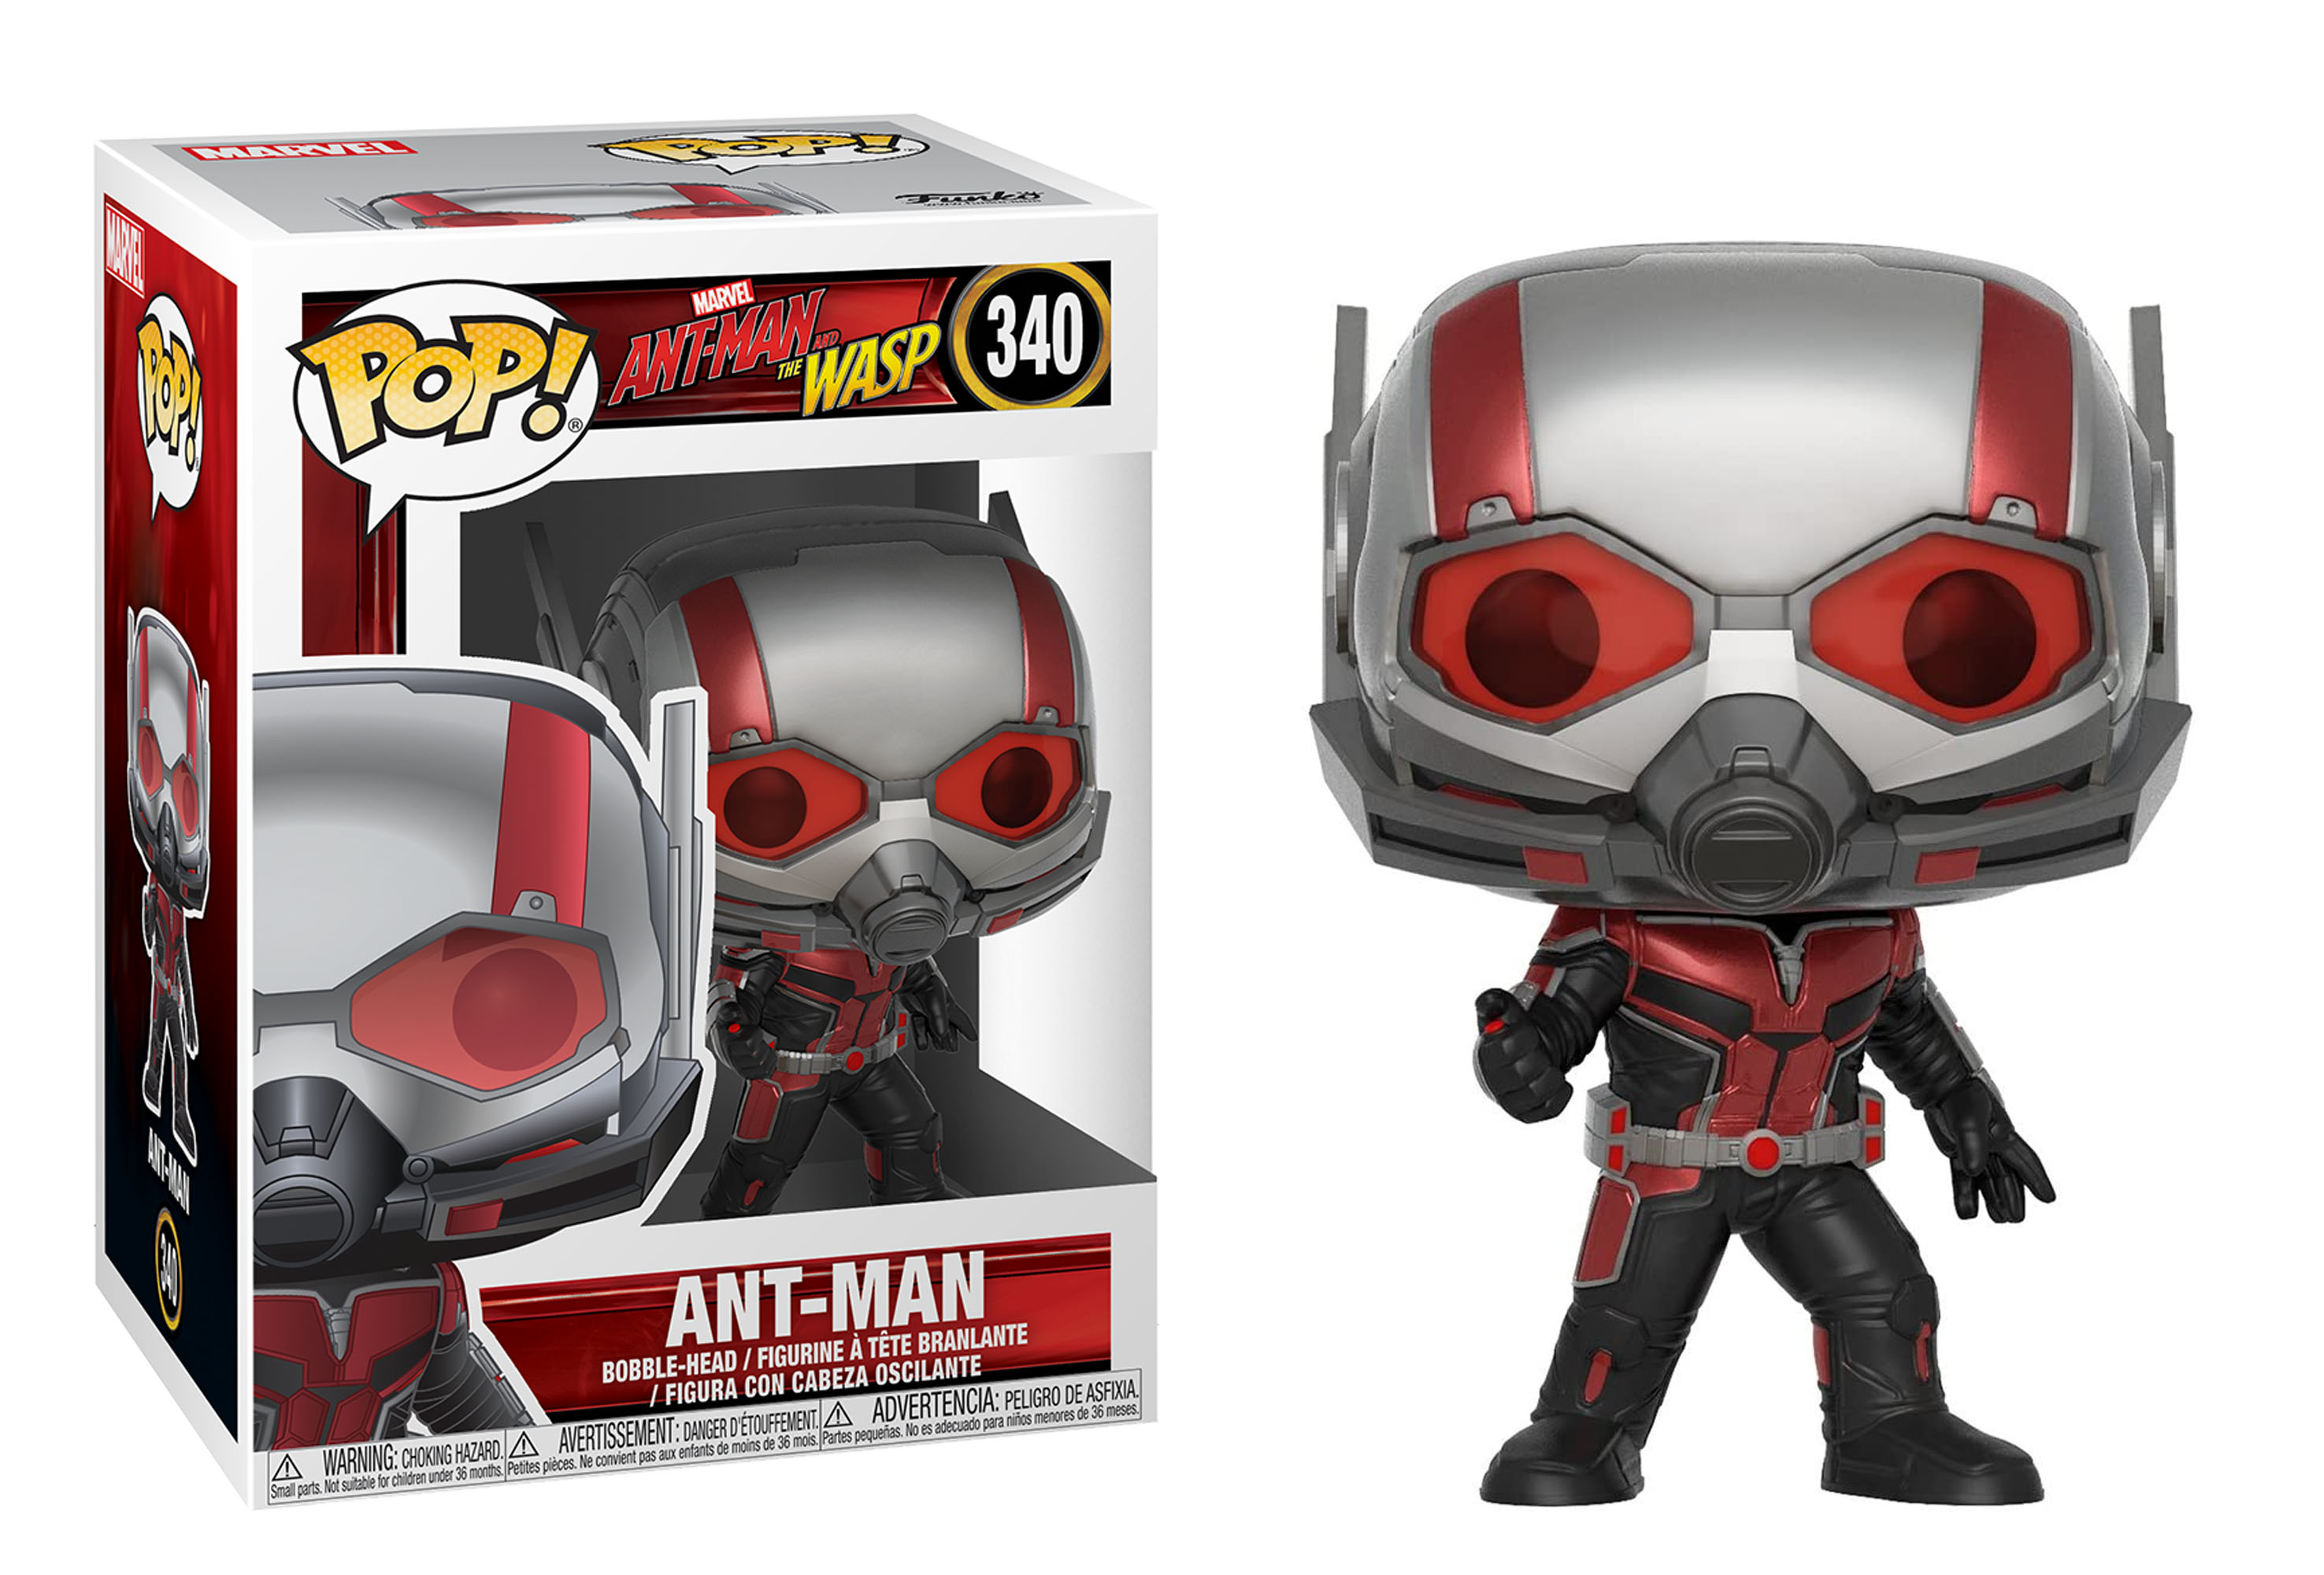 MARVEL
POP!
Funko
MARVEL
POP!
ANT-MAN
340
POP!®
MARVEL
ANT-MAN AND
THE WASP
340
ANT-MAN
BOBBLE-HEAD / FIGURINE À TÊTE BRANLANTE
/ FIGURA CON CABEZA OSCILANTE
WARNING: CHOKING HAZARD.
Small parts. Not suitable for children under 36 months.
AVERTISSEMENT: DANGER D'ÉTOUFFEMENT.
Petites pièces. Ne convient pas aux enfants de moins de 36 mois.
ADVERTENCIA: PELIGRO DE ASFIXIA.
Partes pequeñas. No es adecuado para niños menores de 36 meses.